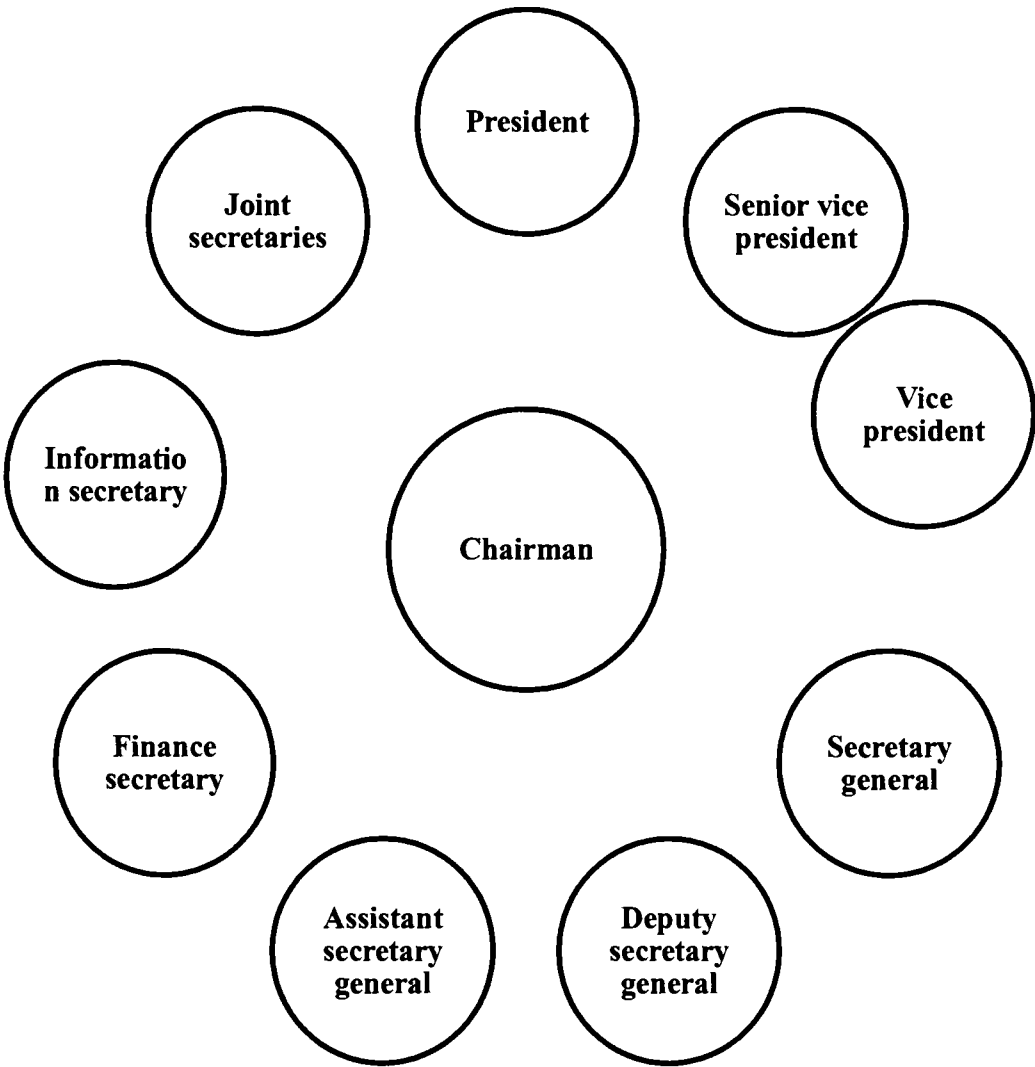 President
Senior vice
president
Vice
president
Secretary
general
Deputy
secretary
general
Assistant
secretary
general
Finance
secretary
Informatio
n secretary
Joint
secretaries
Chairman